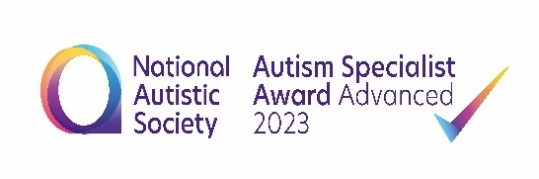 National
Autistic
Society
Autism Specialist
Award Advanced
2023